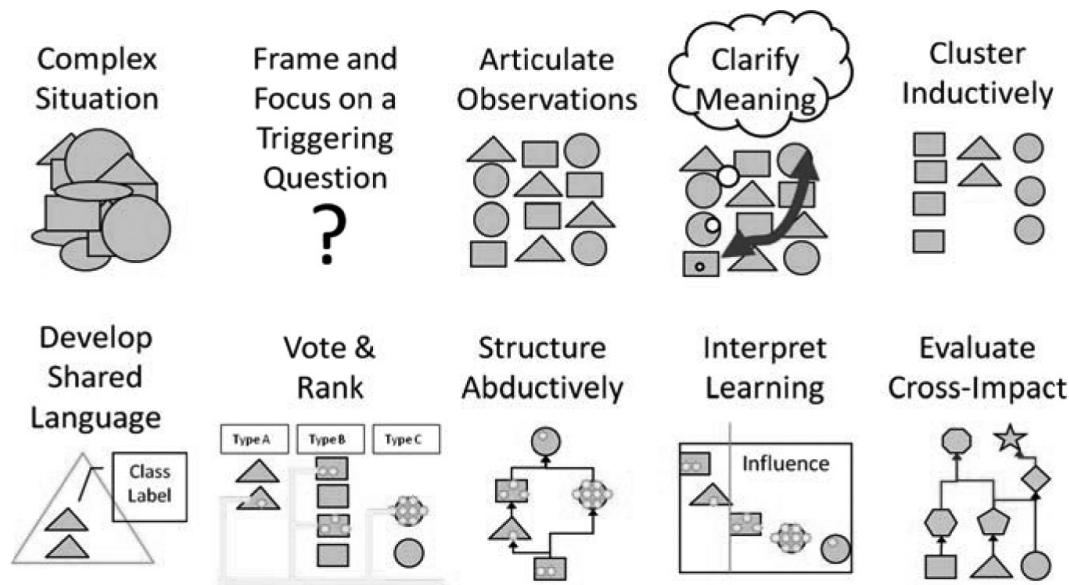 Complex
Situation
Frame and
Focus on a
Triggering
Question
?
Articulate
Observations
Clarify
Meaning
Cluster
Inductively
Develop
Shared
Language
Class
Label
Vote &
Rank
Type A
Type B
Type C
Structure
Abductively
Interpret
Learning
Influence
Evaluate
Cross-Impact